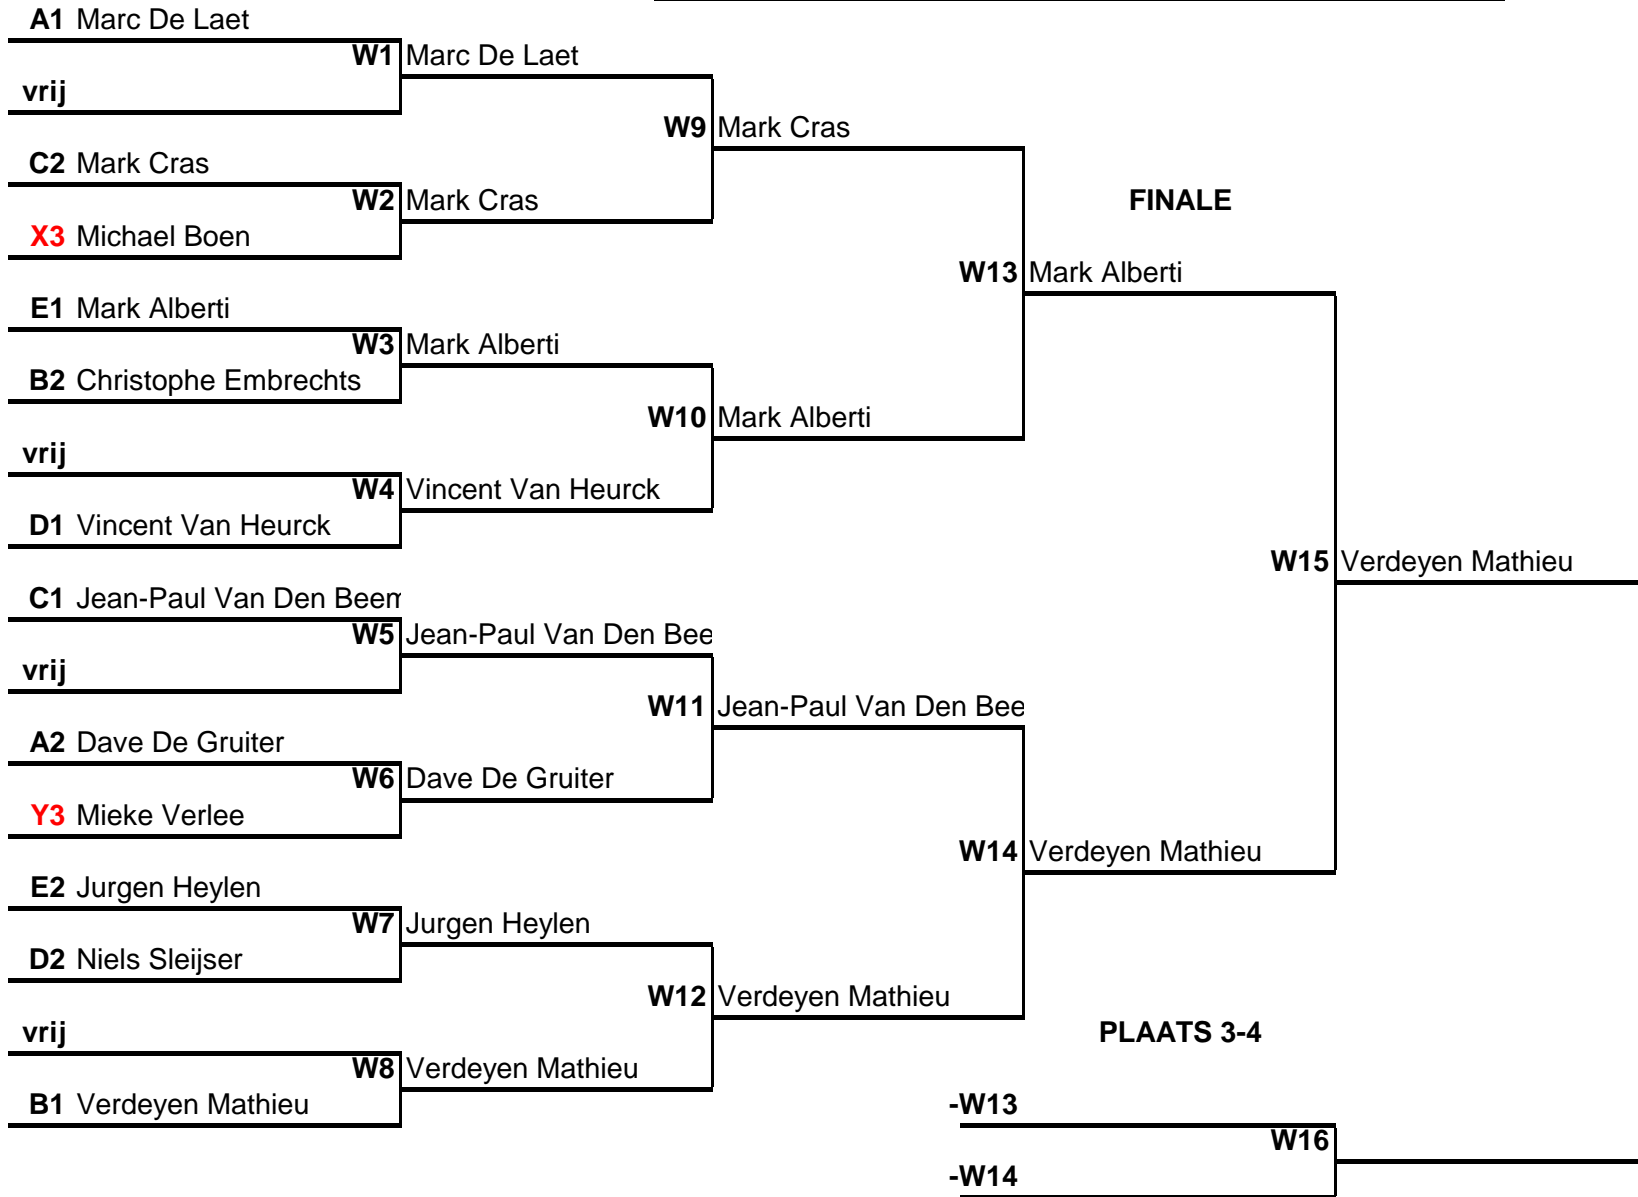 A1 Marc De Laet
W1 Marc De Laet
vrij
W9 Mark Cras
C2 Mark Cras
W2 Mark Cras
FINALE
X3 Michael Boen
W13 Mark Alberti
E1 Mark Alberti
W3 Mark Alberti
B2 Christophe Embrechts
W10 Mark Alberti
vrij
W4 Vincent Van Heurck
D1 Vincent Van Heurck
W15 Verdeyen Mathieu
C1 Jean-Paul Van Den Beem
W5 Jean-Paul Van Den Bee
vrij
W11 Jean-Paul Van Den Bee
A2 Dave De Gruiter
W6 Dave De Gruiter
Y3 Mieke Verlee
W14 Verdeyen Mathieu
E2 Jurgen Heylen
W7 Jurgen Heylen
D2 Niels Sleijser
W12 Verdeyen Mathieu
vrij
PLAATS 3-4
W8 Verdeyen Mathieu
B1 Verdeyen Mathieu
-W13
W16
-W14